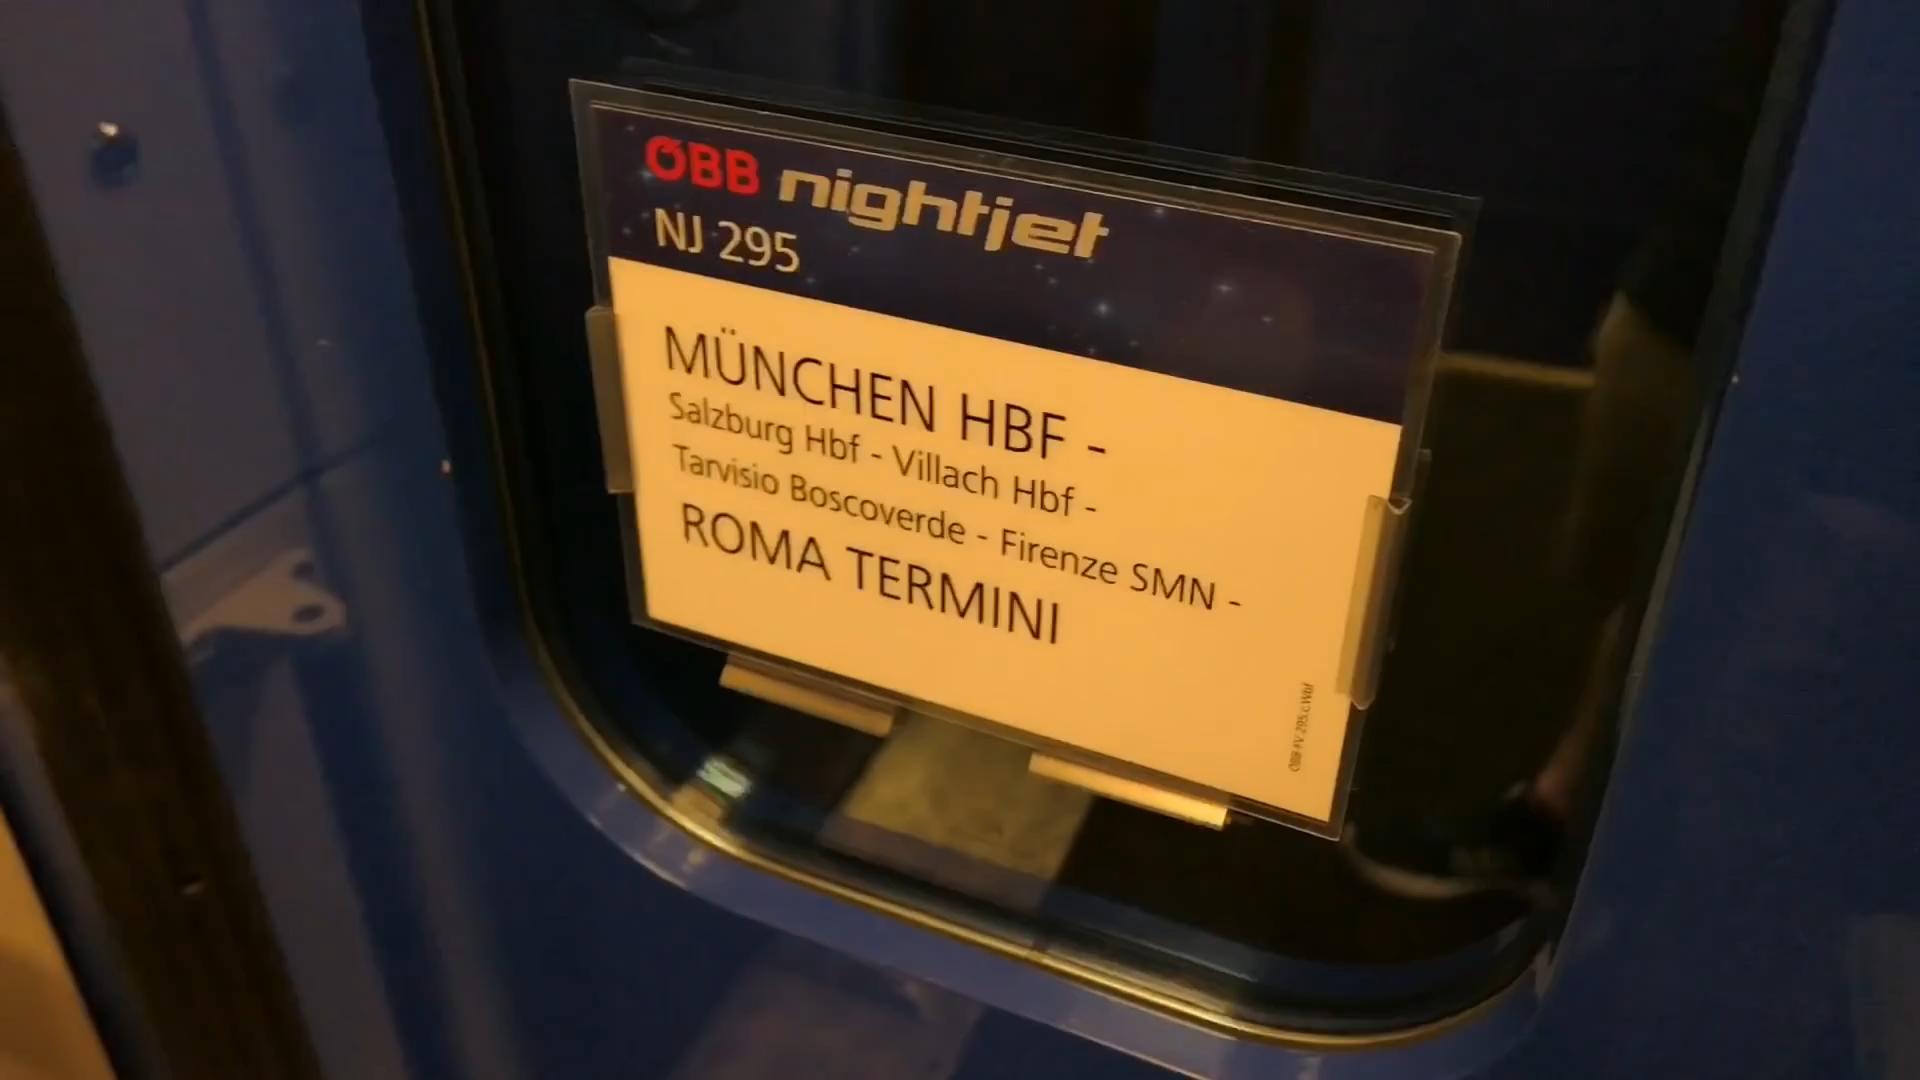 ÖBB nightjet
NJ 295
MÜNCHEN HBF -
Salzburg Hbf - Villach Hbf -
Tarvisio Boscoverde - Firenze SMN -
ROMA TERMINI